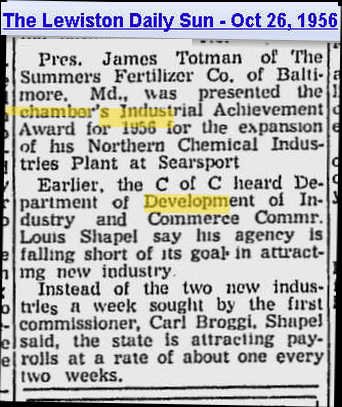 The Lewiston Daily Sun - Oct 26, 1956
Pres. James Totman of The
Summers Fertilizer Co. of Balti-
more, Md., was presented the
chamber's Industrial Achievement
Award for 1956 for the expansion
of his Northern Chemical Indus-
tries Plant at Searsport
Earlier, the C of C heard De-
partment of Development of In-
dustry and Commerce Commr.
Louis Shapel say his agency is
falling short of its goal in attract-
ing new industry.
Instead of the two new indus-
tries a week sought by the first
commissioner, Carl Broggi, Shapel
said, the state is attracting pay-
rolls at a rate of about one every
two weeks.